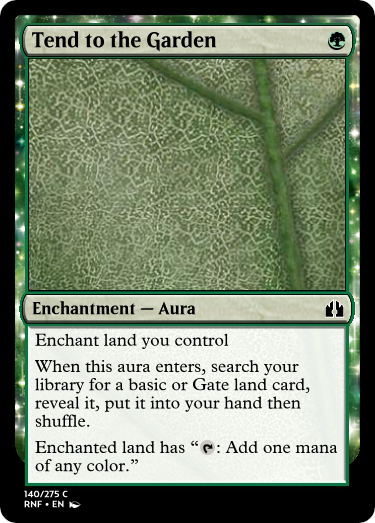 Tend to the Garden
Enchantment — Aura
Enchant land you control
When this aura enters, search your
library for a basic or Gate land card,
reveal it, put it into your hand then
shuffle.
Enchanted land has “: Add one mana
of any color.”
140/275 C
RNF • EN